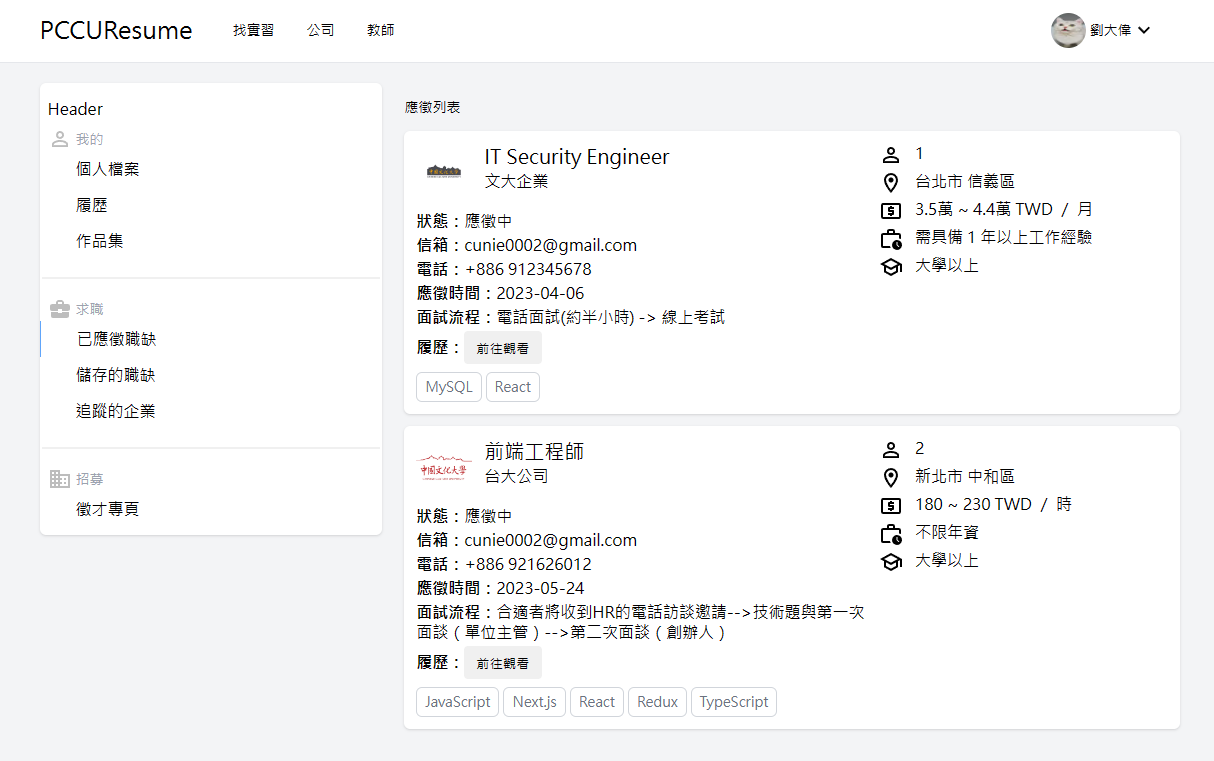 PCCUResume 找實習 公司 教師 劉大偉
Header
我的
個人檔案
履歷
作品集
求職
已應徵職缺
儲存的職缺
追蹤的企業
招募
徵才專頁
應徵列表
IT Security Engineer
文大企業
狀態：應徵中
信箱：cunie0002@gmail.com
電話：+886 912345678
應徵時間：2023-04-06
面試流程：電話面試(約半小時) -> 線上考試
履歷： 前往觀看
MySQL React
1
台北市 信義區
3.5萬 ~ 4.4萬 TWD / 月
需具備 1 年以上工作經驗
大學以上
中國文化大學
前端工程師
台大公司
狀態：應徵中
信箱：cunie0002@gmail.com
電話：+886 921626012
應徵時間：2023-05-24
面試流程：合適者將收到HR的電話訪談邀請-->技術題與第一次
面談（單位主管）-->第二次面談（創辦人）
履歷： 前往觀看
JavaScript Next.js React Redux TypeScript
2
新北市 中和區
180 ~ 230 TWD / 時
不限年資
大學以上